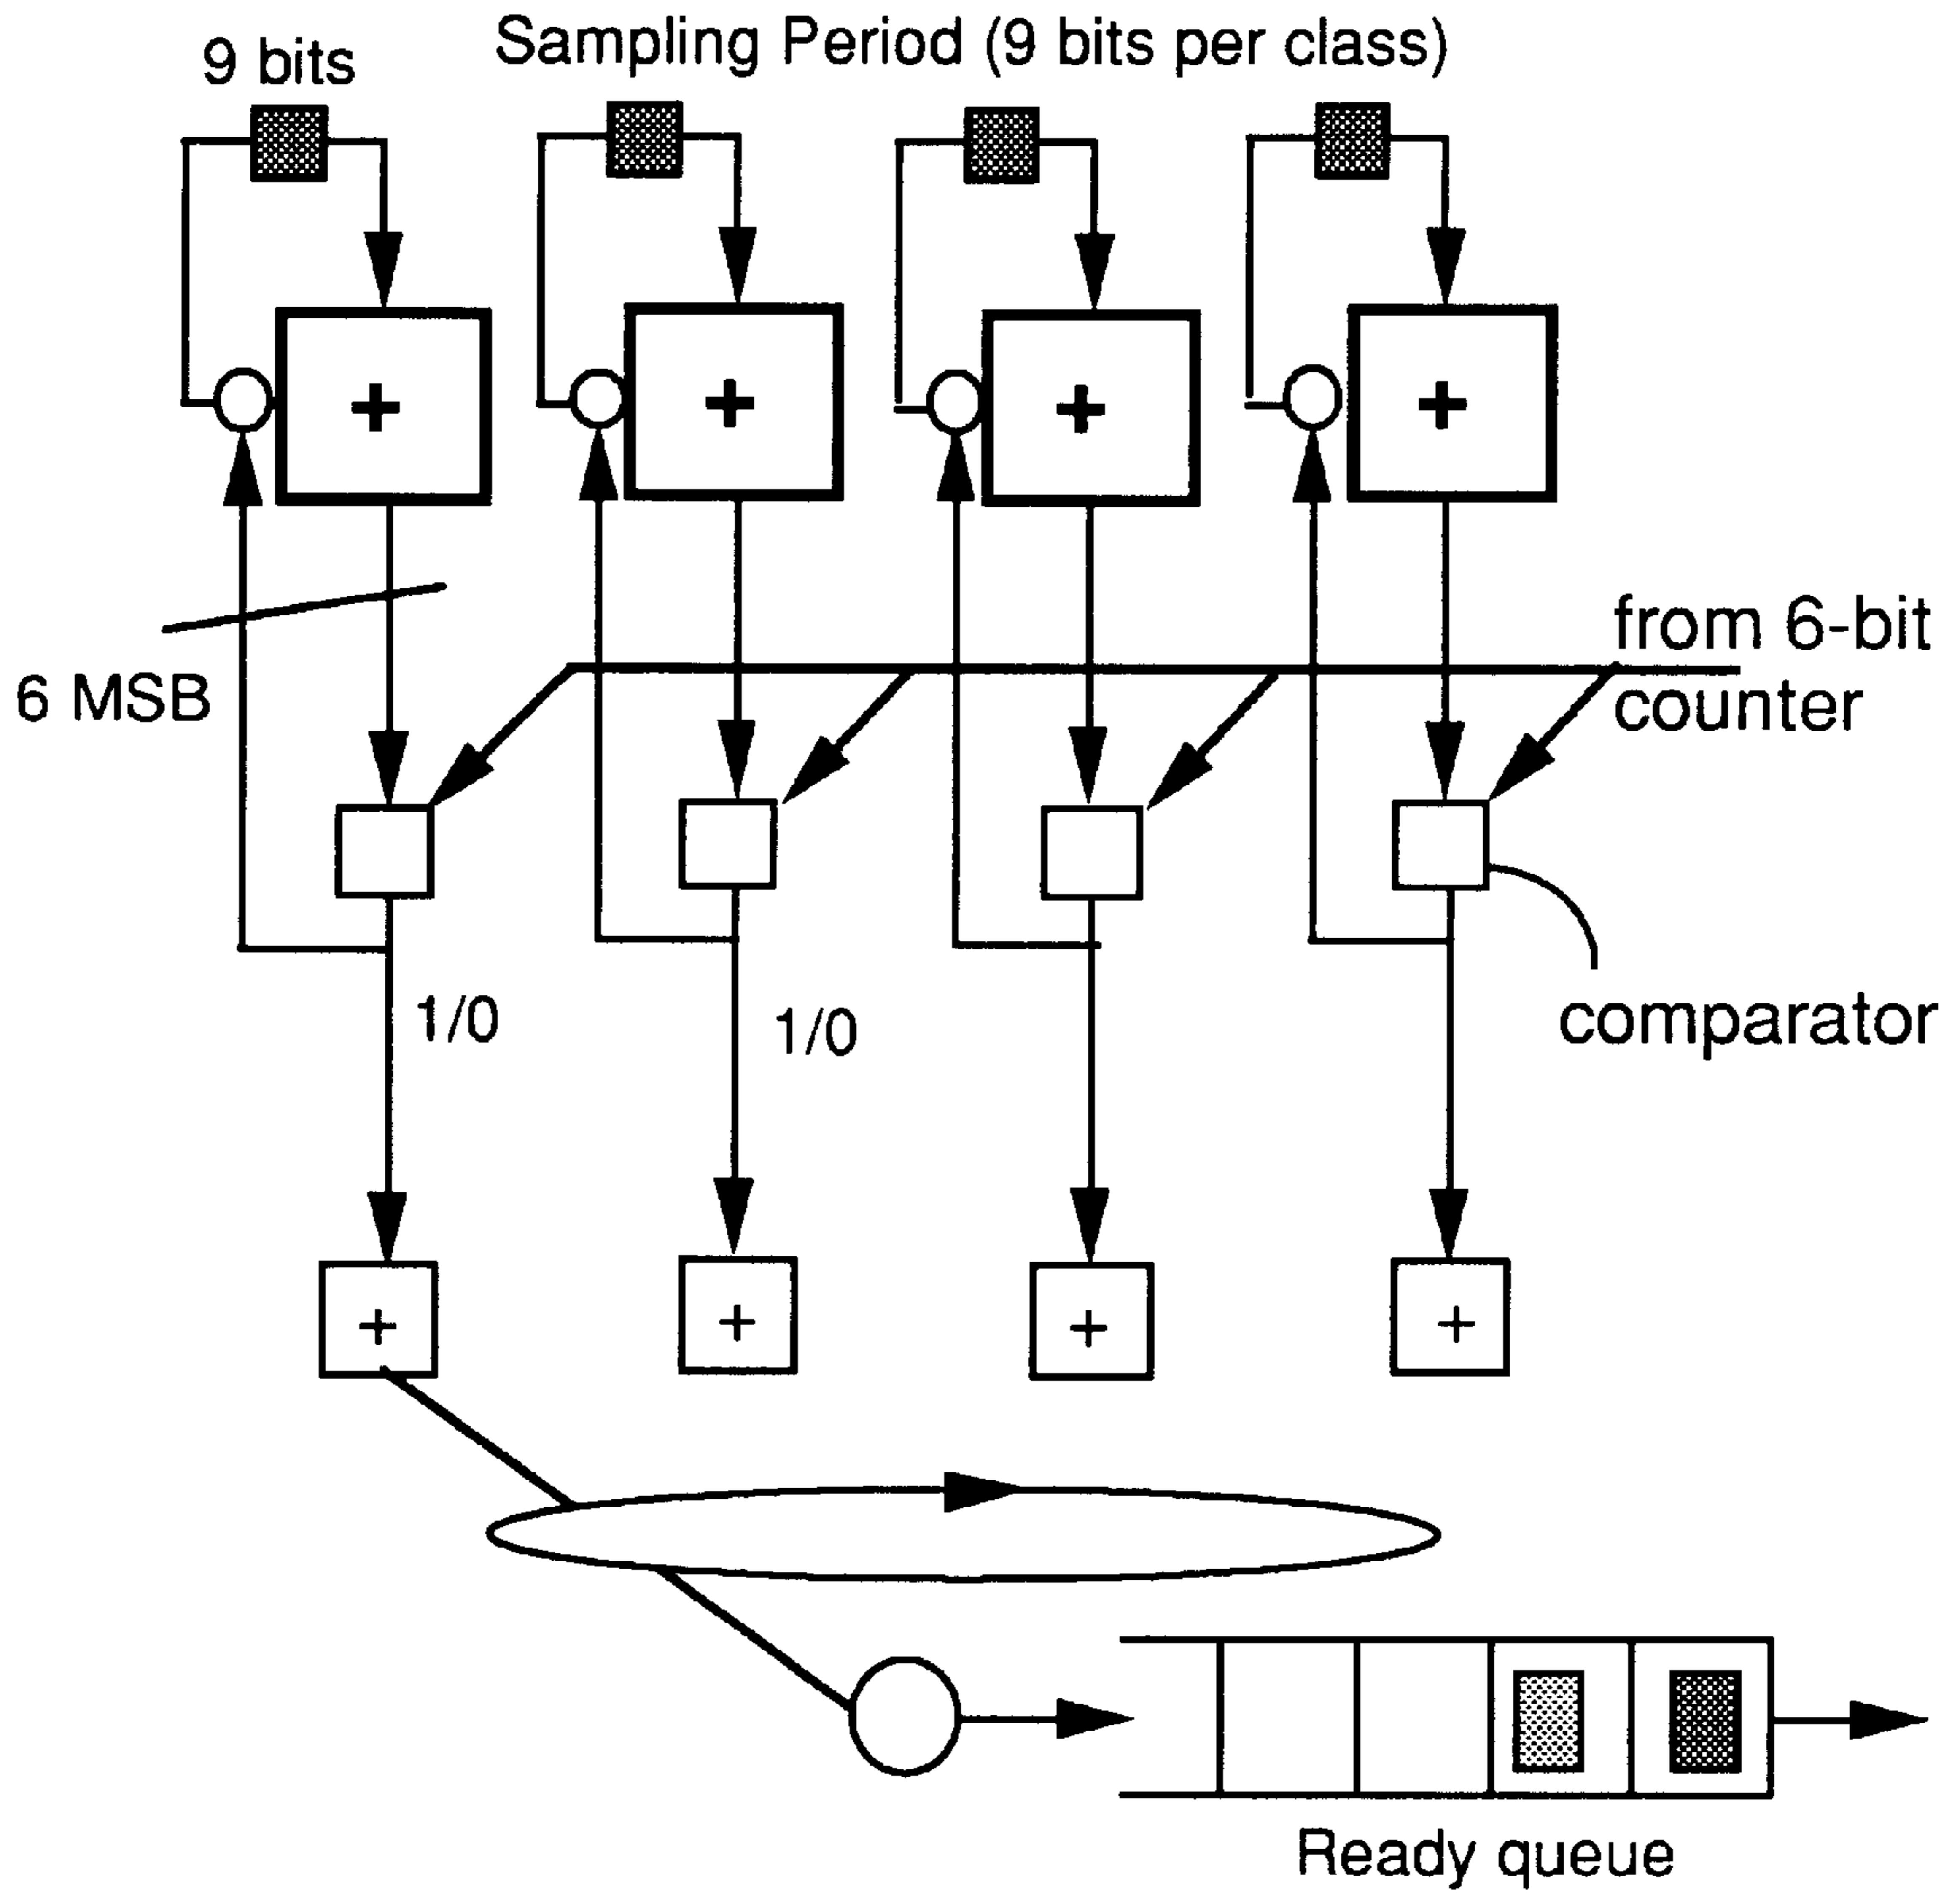 9 bits
Sampling Period (9 bits per class)
+ + + +
from 6-bit
counter
6 MSB
1/0
1/0
comparator
+ + + +
Ready queue